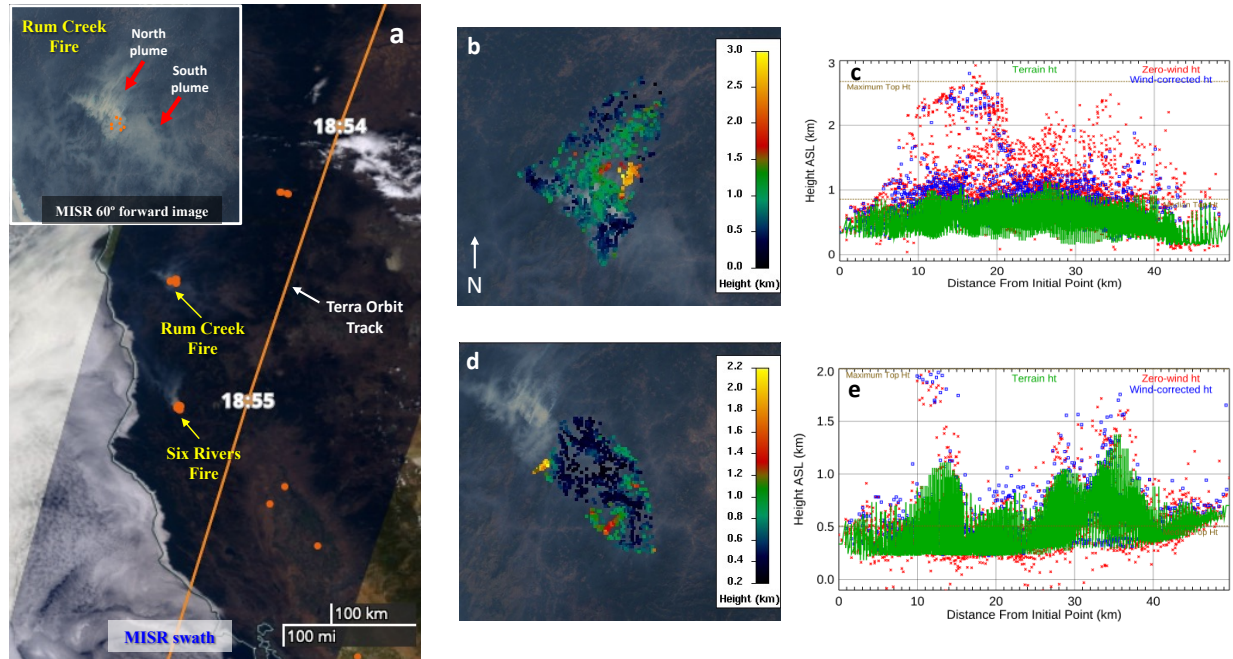 Rum Creek
Fire
North
plume
South
plume
MISR 60º forward image
a
18:54
Rum Creek
Fire
Terra Orbit
Track
18:55
Six Rivers
Fire
100 km
100 mi
MISR swath
b
N
3.0
2.5
2.0
1.5
1.0
0.5
0.0
Height (km)
c
Terrain ht
Zero-wind ht
Wind-corrected ht
Maximum Top Ht
Height ASL (km)
3
2
1
0
0
10
20
30
40
Distance From Initial Point (km)
d
2.2
2.0
1.8
1.6
1.4
1.2
1.0
0.8
0.6
0.4
0.2
Height (km)
e
Maximum Top Ht
Terrain ht
Zero-wind ht
Wind-corrected ht
Height ASL (km)
2.0
1.5
1.0
0.5
0.0
0
10
20
30
40
Distance From Initial Point (km)